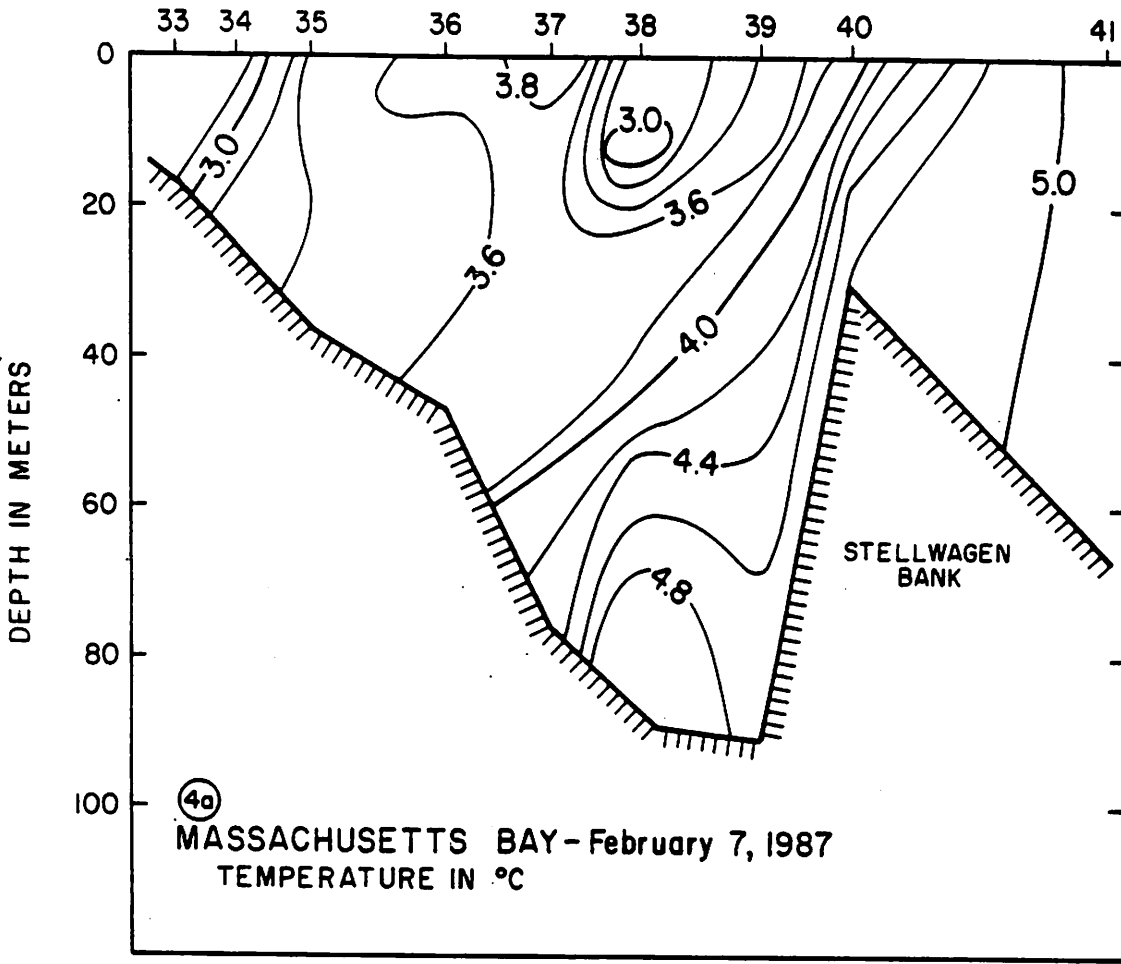 33 34 35 36 37 38 39 40 41
0
3.8
3.0
3.0
5.0
20
3.6
3.6
4.0
40
4.4
60
STELLWAGEN
BANK
4.8
80
100
DEPTH IN METERS
4a
MASSACHUSETTS BAY-February 7, 1987
TEMPERATURE IN °C